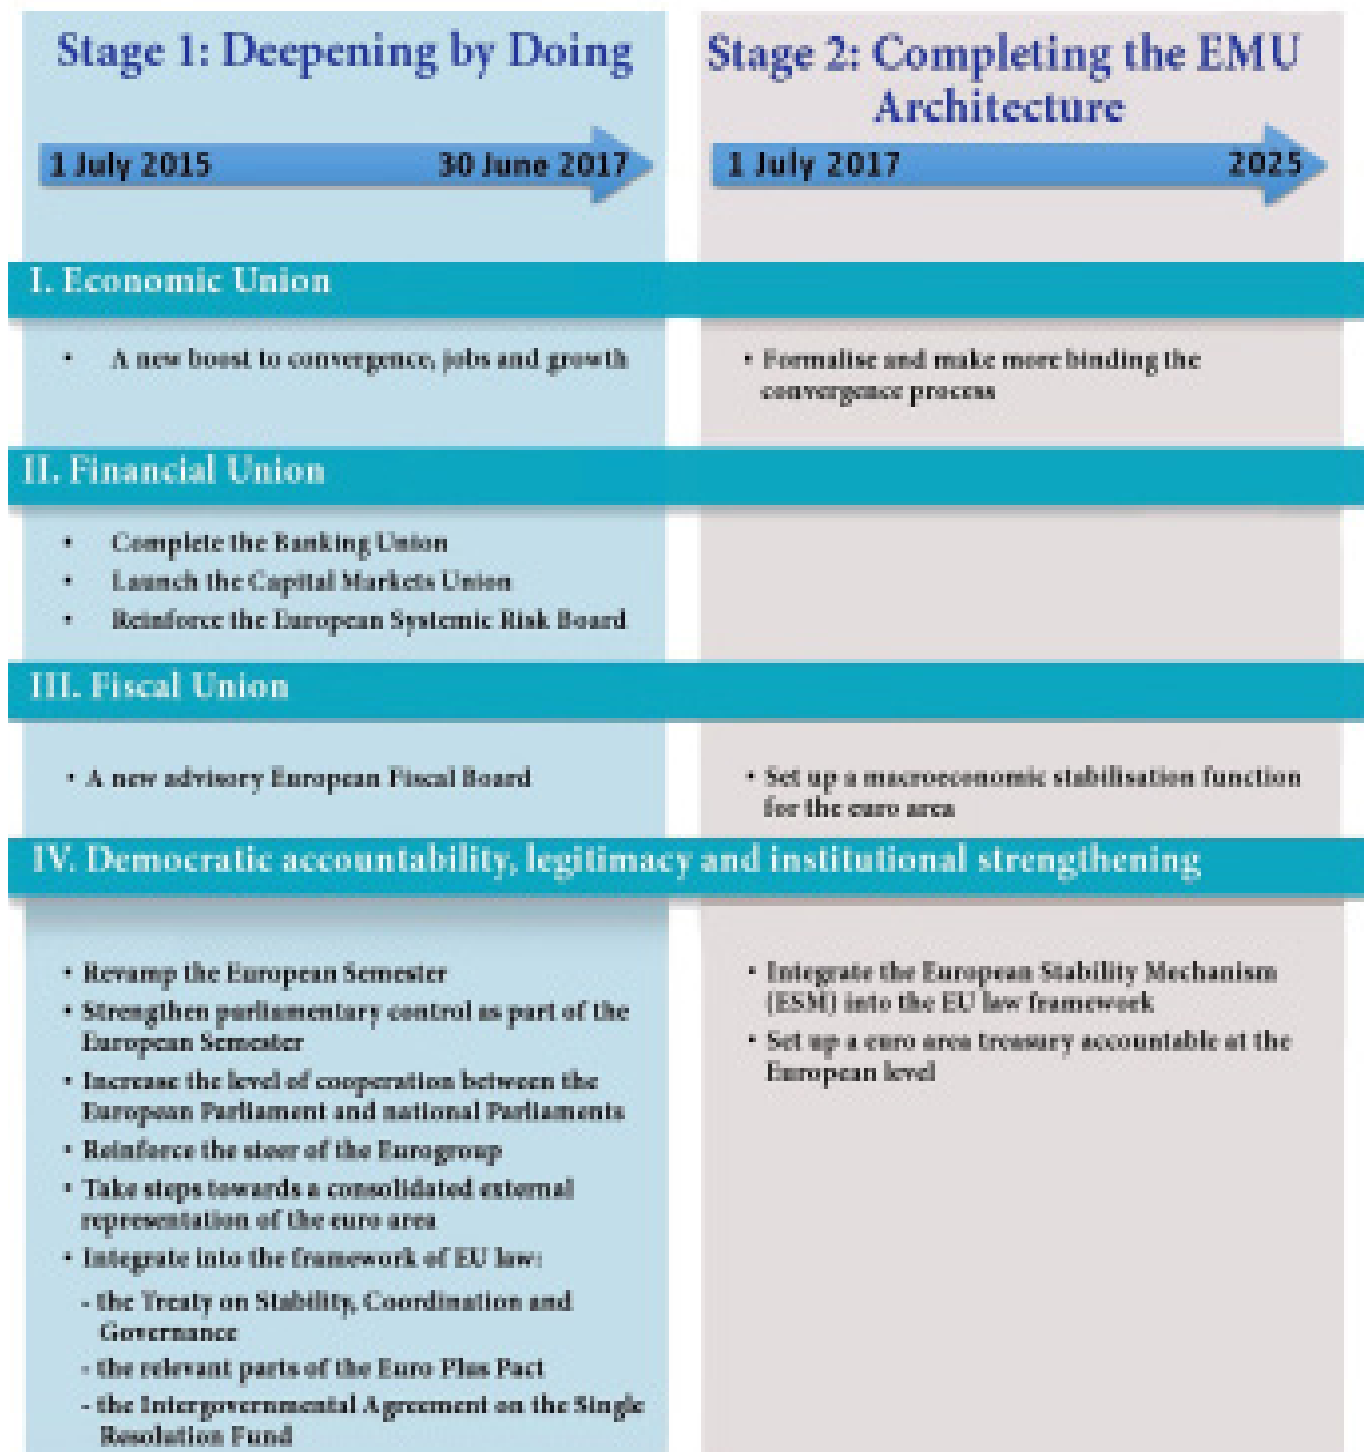 Stage 1: Deepening by Doing
1 July 2015 30 June 2017
Stage 2: Completing the EMU
Architecture
1 July 2017 2025
I. Economic Union
• A new boost to convergence, jobs and growth
• Formalise and make more binding the
convergence process
II. Financial Union
• Complete the Banking Union
• Launch the Capital Markets Union
• Reinforce the European Systemic Risk Board
III. Fiscal Union
• A new advisory European Fiscal Board
• Set up a macroeconomic stabilisation function
for the euro area
IV. Democratic accountability, legitimacy and institutional strengthening
• Revamp the European Semester
• Strengthen parliamentary control as part of the
European Semester
• Increase the level of cooperation between the
European Parliament and national Parliaments
• Reinforce the steer of the Eurogroup
• Take steps towards a consolidated external
representation of the euro area
• Integrate into the framework of EU law:
- the Treaty on Stability, Coordination and
Governance
- the relevant parts of the Euro Plus Pact
- the Intergovernmental Agreement on the Single
Resolution Fund
• Integrate the European Stability Mechanism
(ESM) into the EU law framework
• Set up a euro area treasury accountable at the
European level